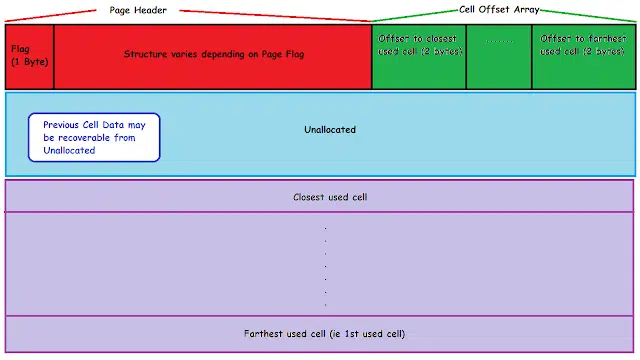 Page Header
Cell Offset Array
Flag
(1 Byte)
Structure varies depending on Page Flag
Offset to closest
used cell (2 bytes)
..........
Offset to farthest
used cell (2 bytes)
Previous Cell Data may
be recoverable from
Unallocated
Unallocated
Closest used cell
.
.
.
.
.
.
.
Farthest used cell (ie 1st used cell)